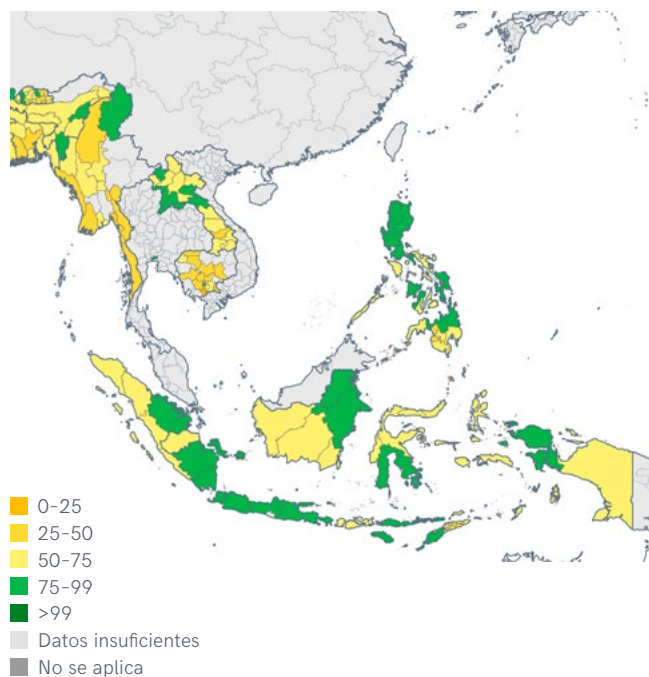 0–25
25–50
50–75
75–99
>99
Datos insuficientes
No se aplica